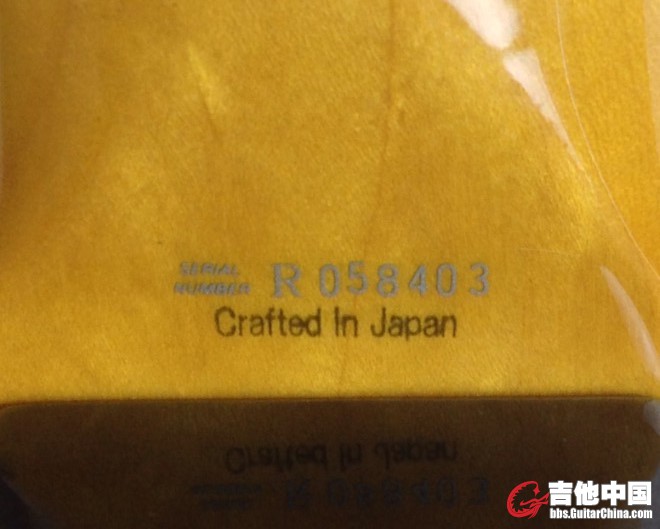 SERIAL
NUMBER R 058403
Crafted In Japan
吉他中国
bbs.GuitarChina.com